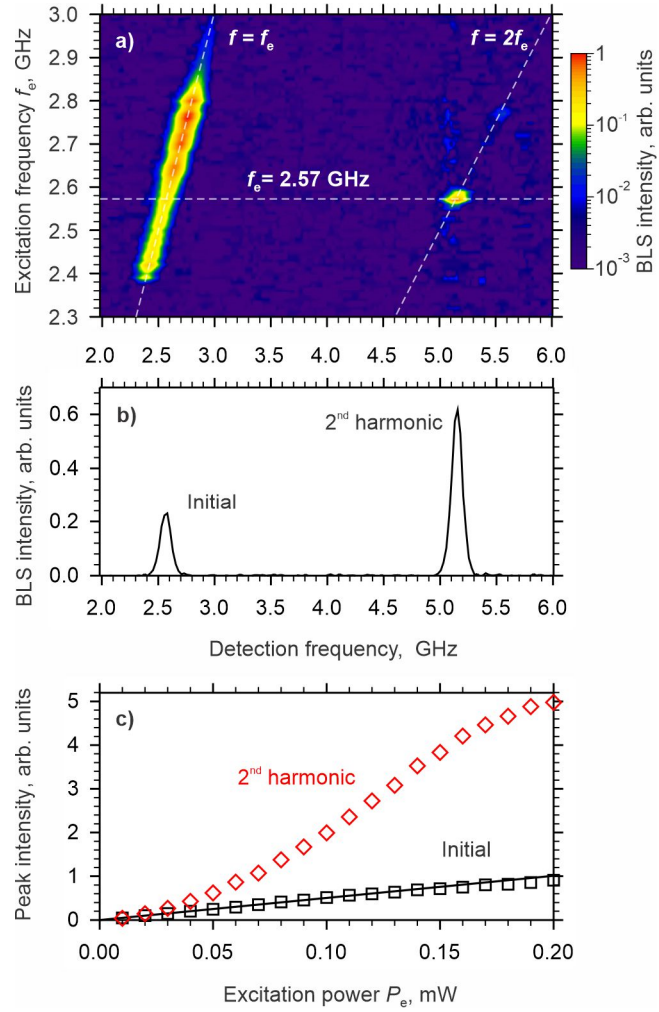 a)
f = fₑ
f = 2fₑ
fₑ = 2.57 GHz
Excitation frequency fₑ, GHz
3.0
2.9
2.8
2.7
2.6
2.5
2.4
2.3
2.0 2.5 3.0 3.5 4.0 4.5 5.0 5.5 6.0
1
10⁻¹
10⁻²
10⁻³
BLS intensity, arb. units
b)
2ⁿᵈ harmonic
Initial
BLS intensity, arb. units
0.6
0.4
0.2
0.0
2.0 2.5 3.0 3.5 4.0 4.5 5.0 5.5 6.0
Detection frequency, GHz
c)
2ⁿᵈ harmonic
Initial
Peak intensity, arb. units
5
4
3
2
1
0
0.00 0.05 0.10 0.15 0.20
Excitation power Pₑ, mW